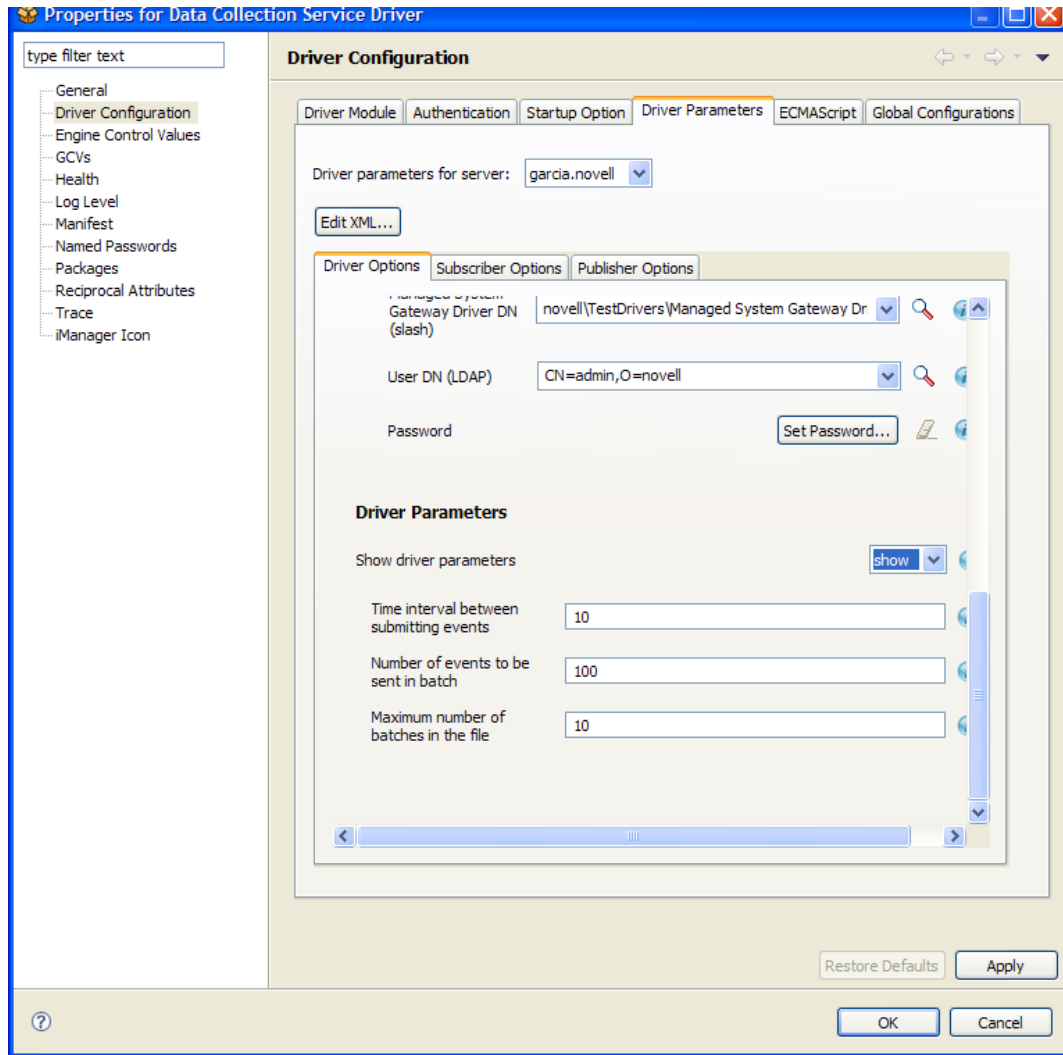 Properties for Data Collection Service Driver
type filter text
General
Driver Configuration
Engine Control Values
GCVs
Health
Log Level
Manifest
Named Passwords
Packages
Reciprocal Attributes
Trace
iManager Icon
Driver Configuration
Driver Module
Authentication
Startup Option
Driver Parameters
ECMAScript
Global Configurations
Driver parameters for server:
garcia.novell
Edit XML...
Driver Options
Subscriber Options
Publisher Options
Managed System
Gateway Driver DN
(slash)
novell\TestDrivers\Managed System Gateway Dr
User DN (LDAP)
CN=admin,O=novell
Password
Set Password...
Driver Parameters
Show driver parameters
show
Time interval between
submitting events
10
Number of events to be
sent in batch
100
Maximum number of
batches in the file
10
Restore Defaults
Apply
OK
Cancel